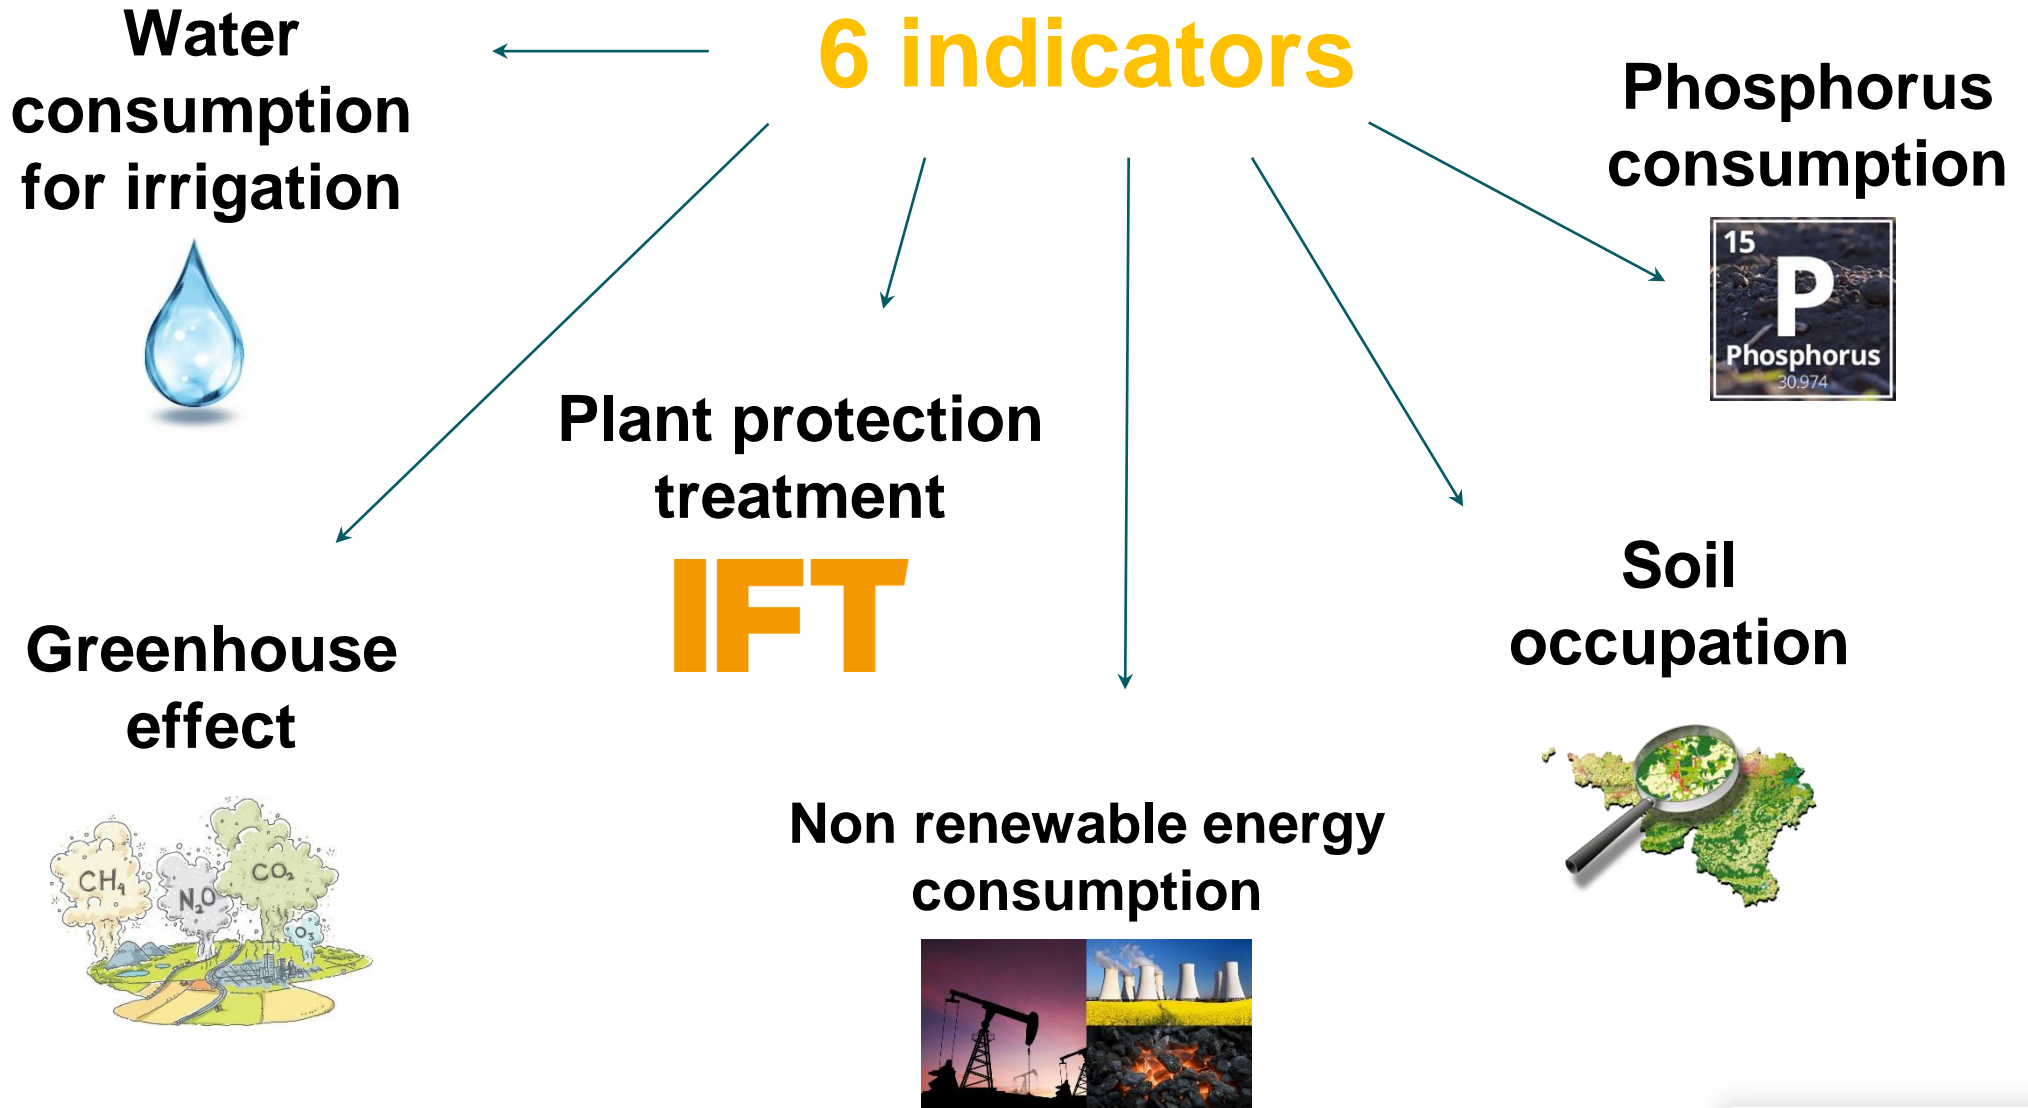 6 indicators
Water
consumption
for irrigation
Phosphorus
consumption
15
P
Phosphorus
30.974
Plant protection
treatment
IFT
Soil
occupation
Greenhouse
effect
CH₄
N₂O
CO₂
O₃
Non renewable energy
consumption